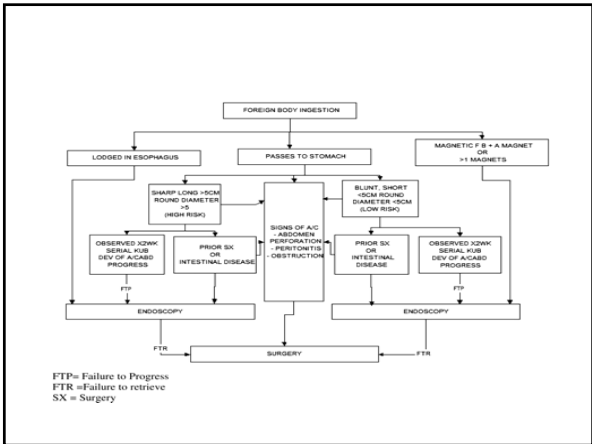 FOREIGN BODY INGESTION
LODGED IN ESOPHAGUS
PASSES TO STOMACH
MAGNETIC F B + A MAGNET
OR
>1 MAGNETS
SHARP LONG >5CM
ROUND DIAMETER
>5
(HIGH RISK)
SIGNS OF A/C
- ABDOMEN
PERFORATION
- PERITONITIS
- OBSTRUCTION
BLUNT, SHORT
<5CM ROUND
DIAMETER <5CM
(LOW RISK)
OBSERVED X2WK
SERIAL KUB
DEV OF A/CABD
PROGRESS
PRIOR SX
OR
INTESTINAL DISEASE
PRIOR SX
OR
INTESTINAL DISEASE
OBSERVED X2WK
SERIAL KUB
DEV OF A/CABD
PROGRESS
FTP
FTP
ENDOSCOPY
ENDOSCOPY
FTR
SURGERY
FTR
FTP= Failure to Progress
FTR =Failure to retrieve
SX = Surgery